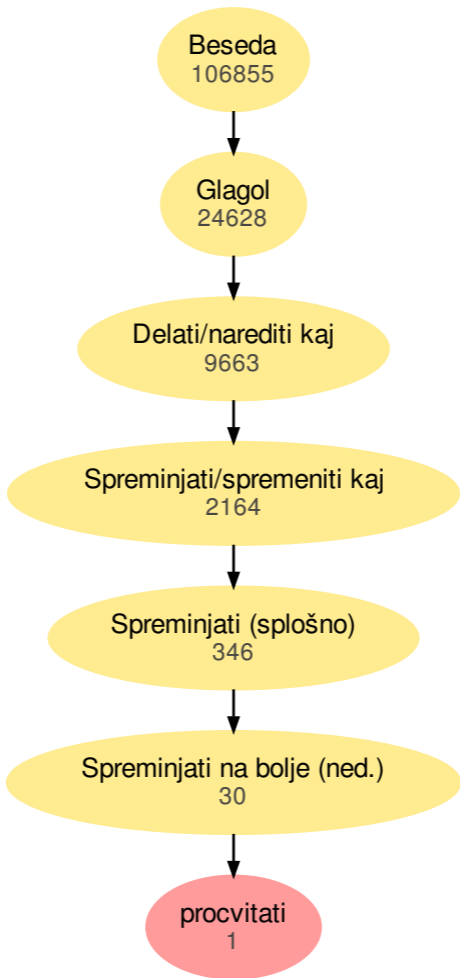 Beseda
106855
Glagol
24628
Delati/narediti kaj
9663
Spreminjati/spremeniti kaj
2164
Spreminjati (splošno)
346
Spreminjati na bolje (ned.)
30
procvitati
1